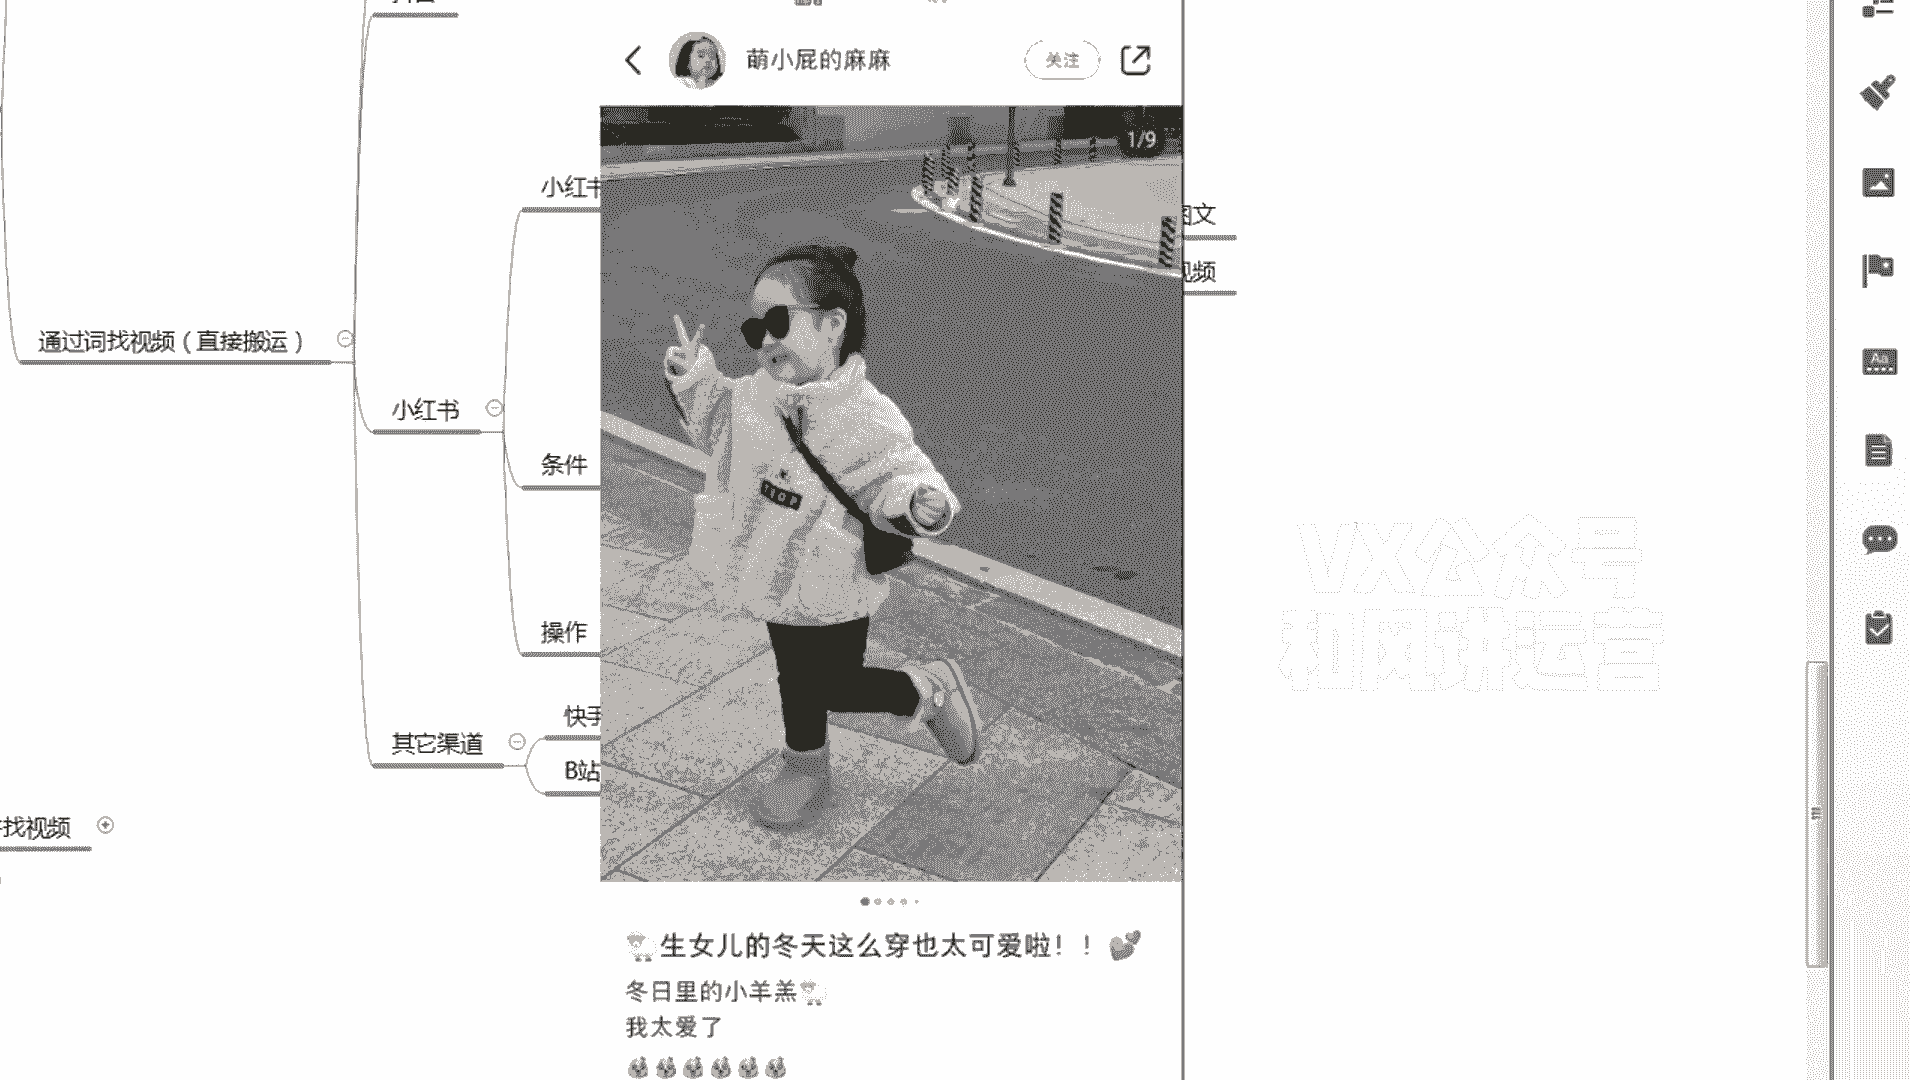 萌小屁的麻麻
关注
1/9
小红书
图文
视频
通过词找视频（直接搬运）
小红书
条件
TTOP
VX公众号
和风讲运营
操作
快手
其它渠道
B站
找视频
生女儿的冬天这么穿也太可爱啦！！
冬日里的小羊羔
我太爱了
Aa